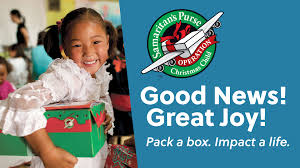 Samaritan's Purse
OPERATION
Christmas Child
Good News!
Great Joy!
Pack a box. Impact a life.